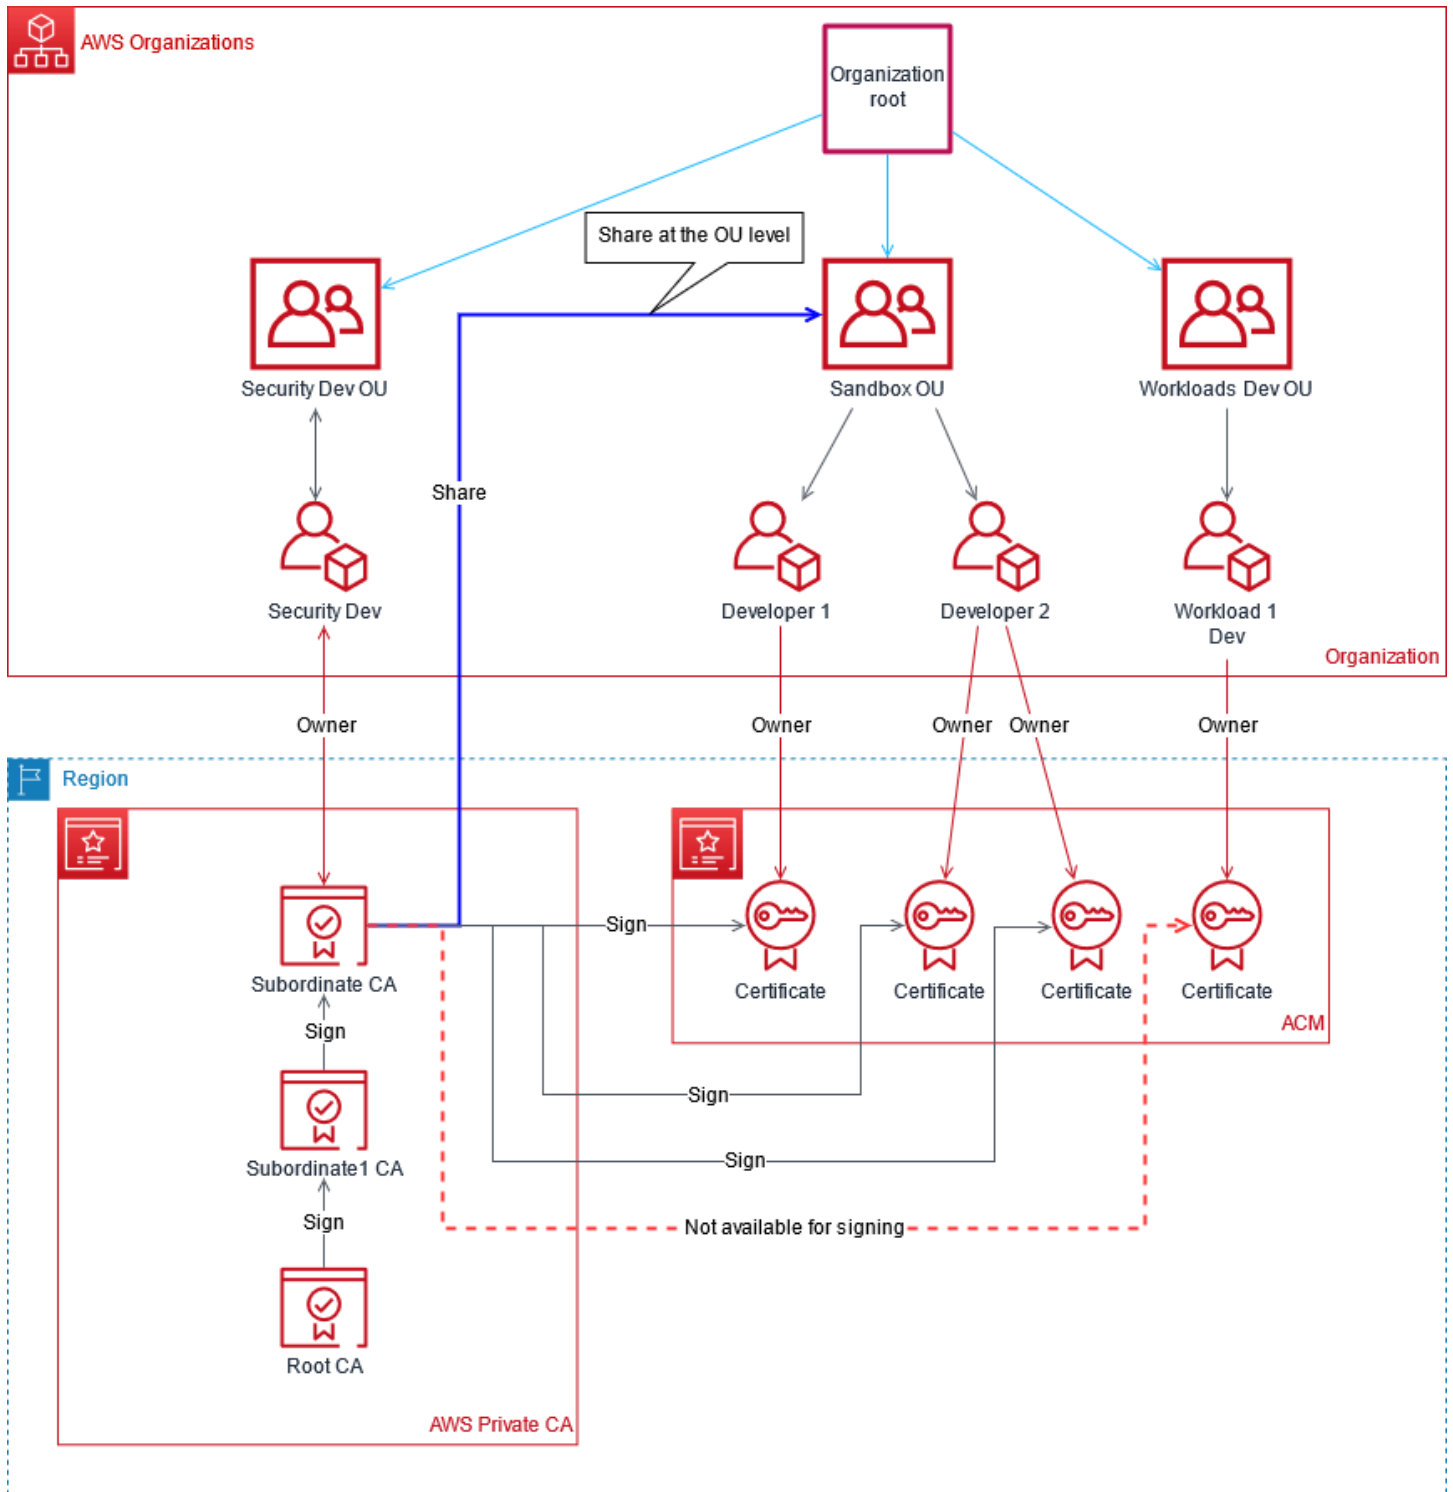 AWS Organizations
Organization
root
Share at the OU level
Security Dev OU
Sandbox OU
Workloads Dev OU
Share
Security Dev
Developer 1
Developer 2
Workload 1
Dev
Organization
Owner
Owner
Owner
Owner
Owner
Region
Sign
Subordinate CA
Certificate
Certificate
Certificate
Certificate
ACM
Sign
Sign
Sign
Subordinate1 CA
Sign
Not available for signing
Root CA
AWS Private CA